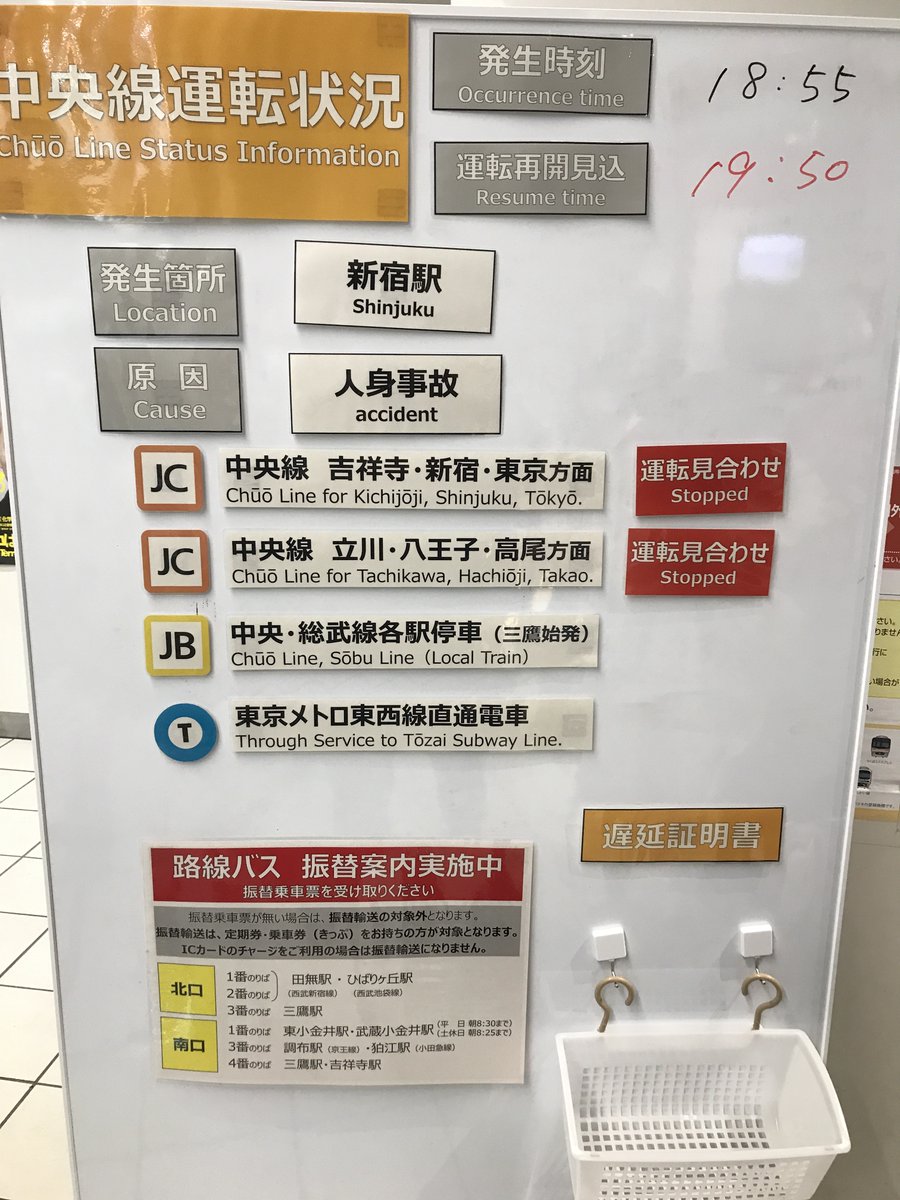 中央線運転状況
Chūō Line Status Information
発生時刻
Occurrence time
18:55
運転再開見込
Resume time
19:50
発生箇所
Location
新宿駅
Shinjuku
原因
Cause
人身事故
accident
JC
中央線 吉祥寺・新宿・東京方面
Chūō Line for Kichijōji, Shinjuku, Tōkyō.
運転見合わせ
Stopped
JC
中央線 立川・八王子・高尾方面
Chūō Line for Tachikawa, Hachiōji, Takao.
運転見合わせ
Stopped
JB
中央・総武線各駅停車(三鷹始発)
Chūō Line, Sōbu Line (Local Train)
T
東京メトロ東西線直通電車
Through Service to Tōzai Subway Line.
遅延証明書
路線バス 振替案内実施中
振替乗車票を受け取りください
振替乗車票が無い場合は、振替輸送の対象外となります。
振替輸送は、定期券・乗車券(きっぷ)をお持ちの方が対象となります。
ICカードのチャージをご利用の場合は振替輸送になりません。
北口
1番のりば 田無駅・ひばりヶ丘駅
2番のりば (西武新宿線) (西武池袋線)
3番のりば 三鷹駅
南口
1番のりば 東小金井駅・武蔵小金井駅(平 日 朝8:30まで)
(土休日 朝8:25まで)
3番のりば 調布駅(京王線)・狛江駅(小田急線)
4番のりば 三鷹駅・吉祥寺駅